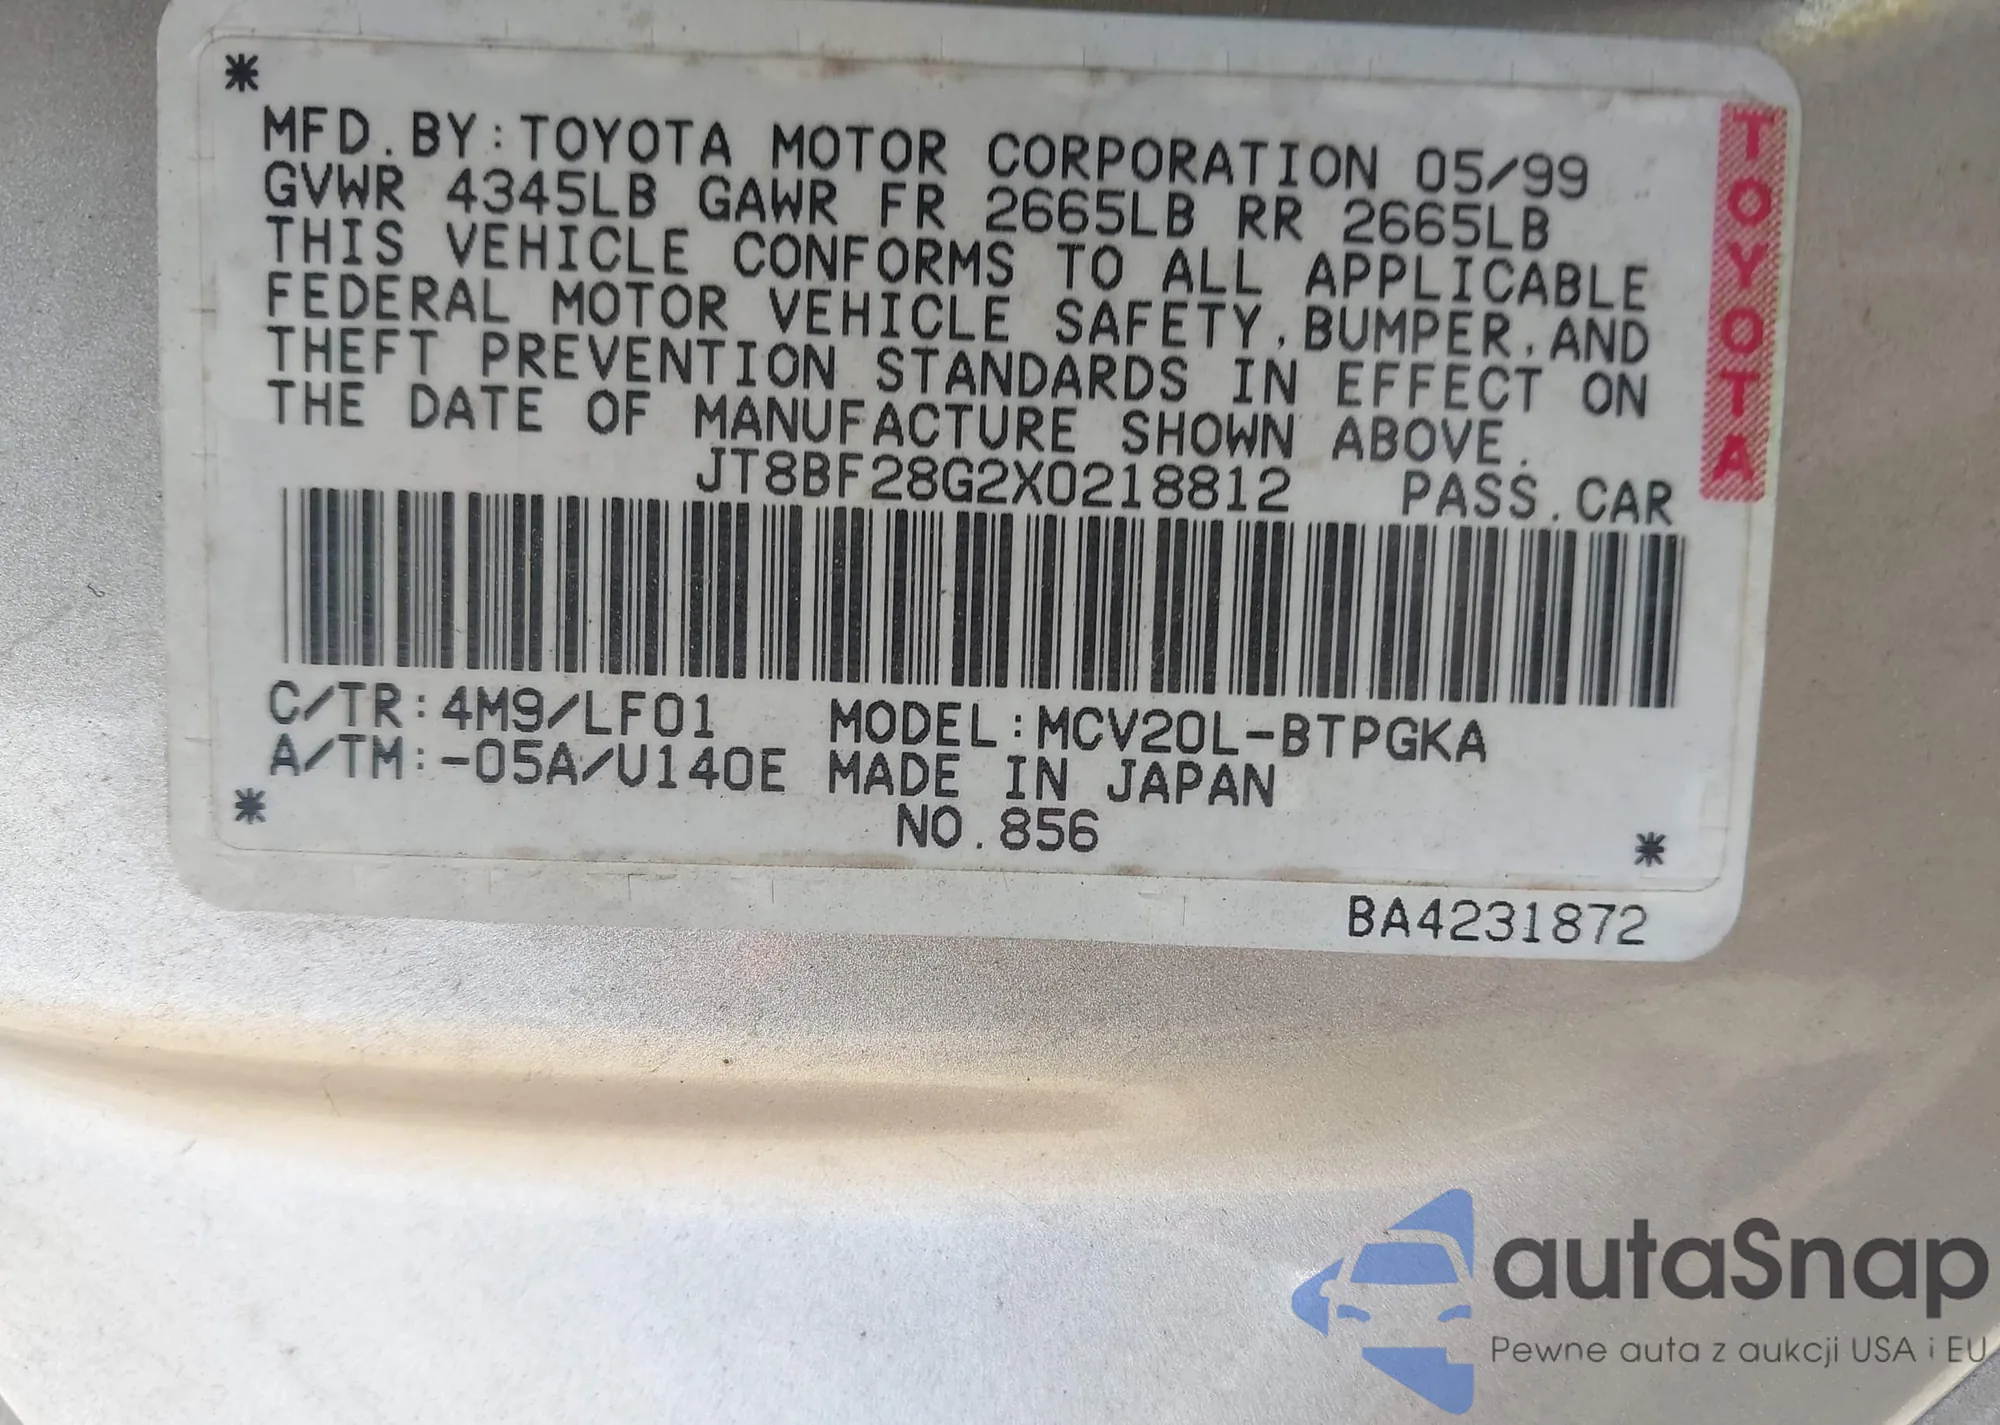 *
MFD.BY:TOYOTA MOTOR CORPORATION 05/99
GVWR 4345LB GAWR FR 2665LB RR 2665LB
THIS VEHICLE CONFORMS TO ALL APPLICABLE
FEDERAL MOTOR VEHICLE SAFETY,BUMPER,AND
THEFT PREVENTION STANDARDS IN EFFECT ON
THE DATE OF MANUFACTURE SHOWN ABOVE.
JT8BF28G2X0218812 PASS.CAR
TOYOTA
C/TR:4M9/LF01 MODEL:MCV20L-BTPGKA
A/TM:-05A/U140E MADE IN JAPAN
* NO.856 *
BA4231872
autaSnap
Pewne auta z aukcji USA i EU